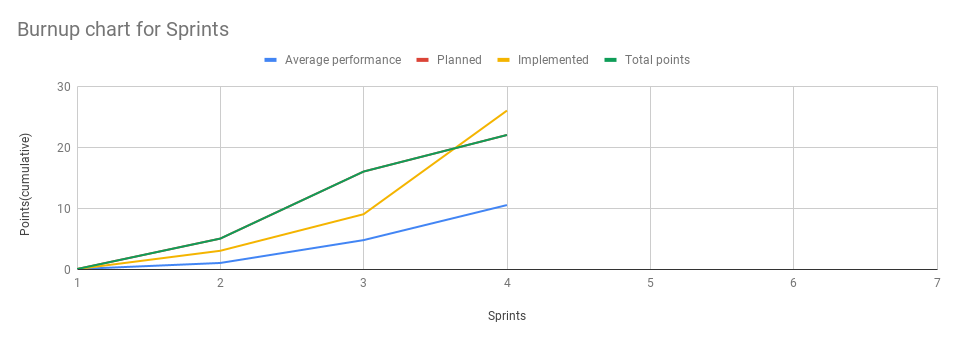 Burnup chart for Sprints
Average performance Planned Implemented Total points
30
20
10
0
Points(cumulative)
1 2 3 4 5 6 7
Sprints